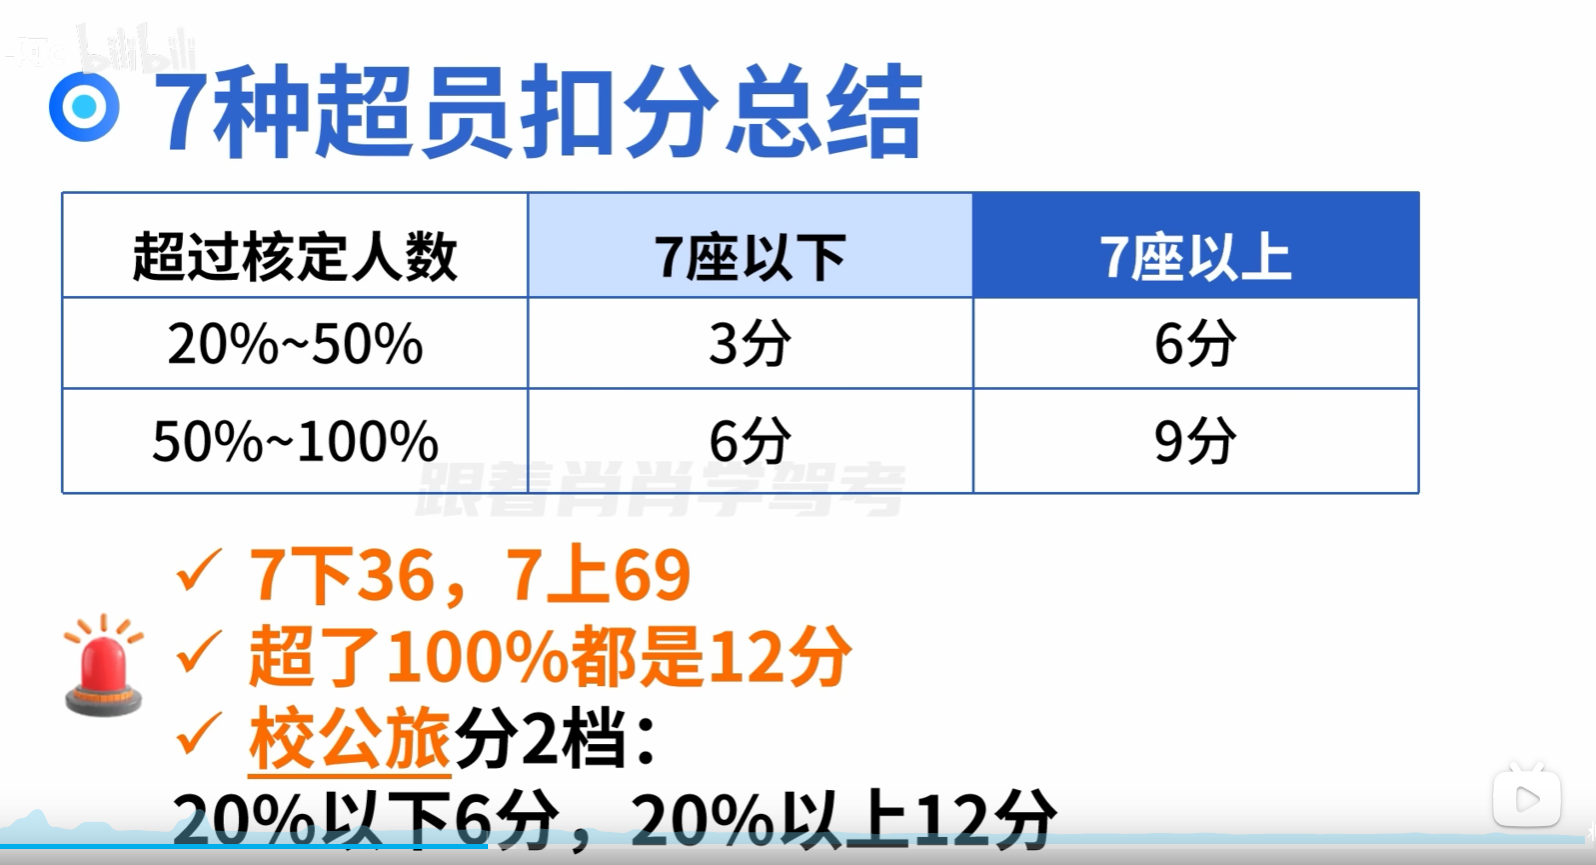 bilibili
7种超员扣分总结
超过核定人数 7座以下 7座以上
20%~50% 3分 6分
50%~100% 6分 9分
跟着肖肖学驾考
7下36，7上69
超了100%都是12分
校公旅分2档：
20%以下6分，20%以上12分